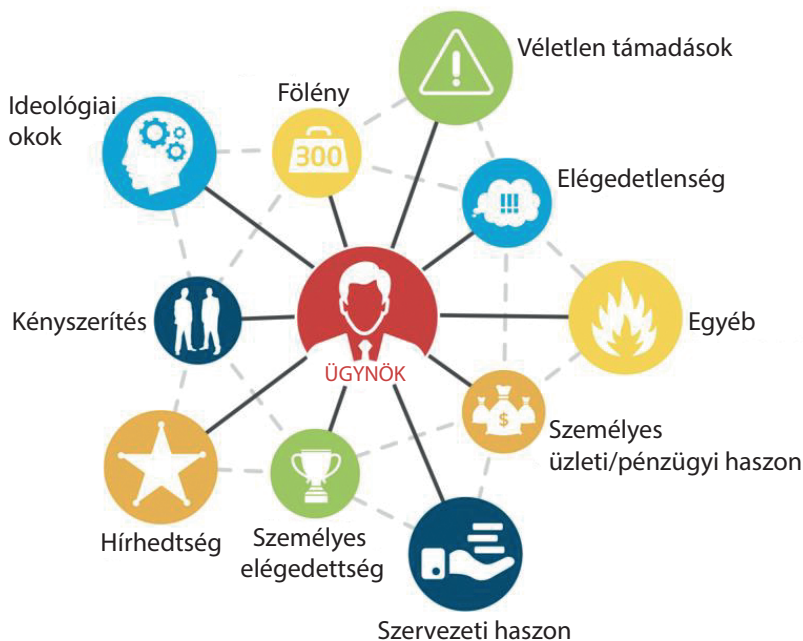 Véletlen támadások
Ideológiai
okok
Fölény
300
!
!!!
Elégedetlenség
Kényszerítés
Egyéb
ÜGYNÖK
$
Személyes
üzleti/pénzügyi haszon
Hírhedtség
Személyes
elégedettség
Szervezeti haszon